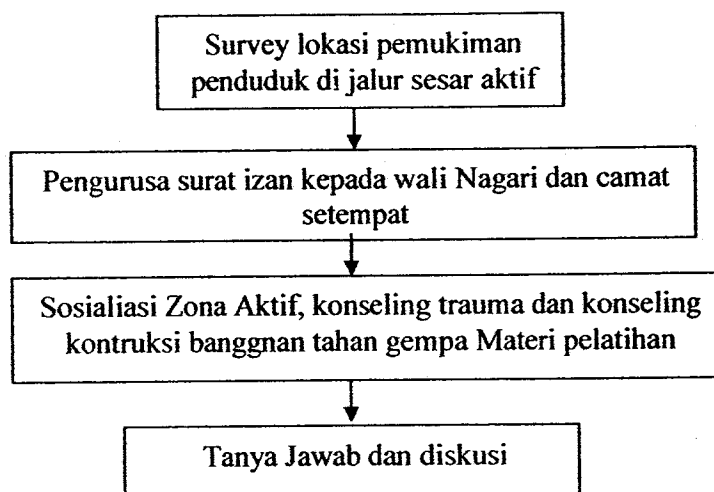 Survey lokasi pemukiman
penduduk di jalur sesar aktif
Pengurusa surat izan kepada wali Nagari dan camat
setempat
Sosialiasi Zona Aktif, konseling trauma dan konseling
kontruksi banggnan tahan gempa Materi pelatihan
Tanya Jawab dan diskusi